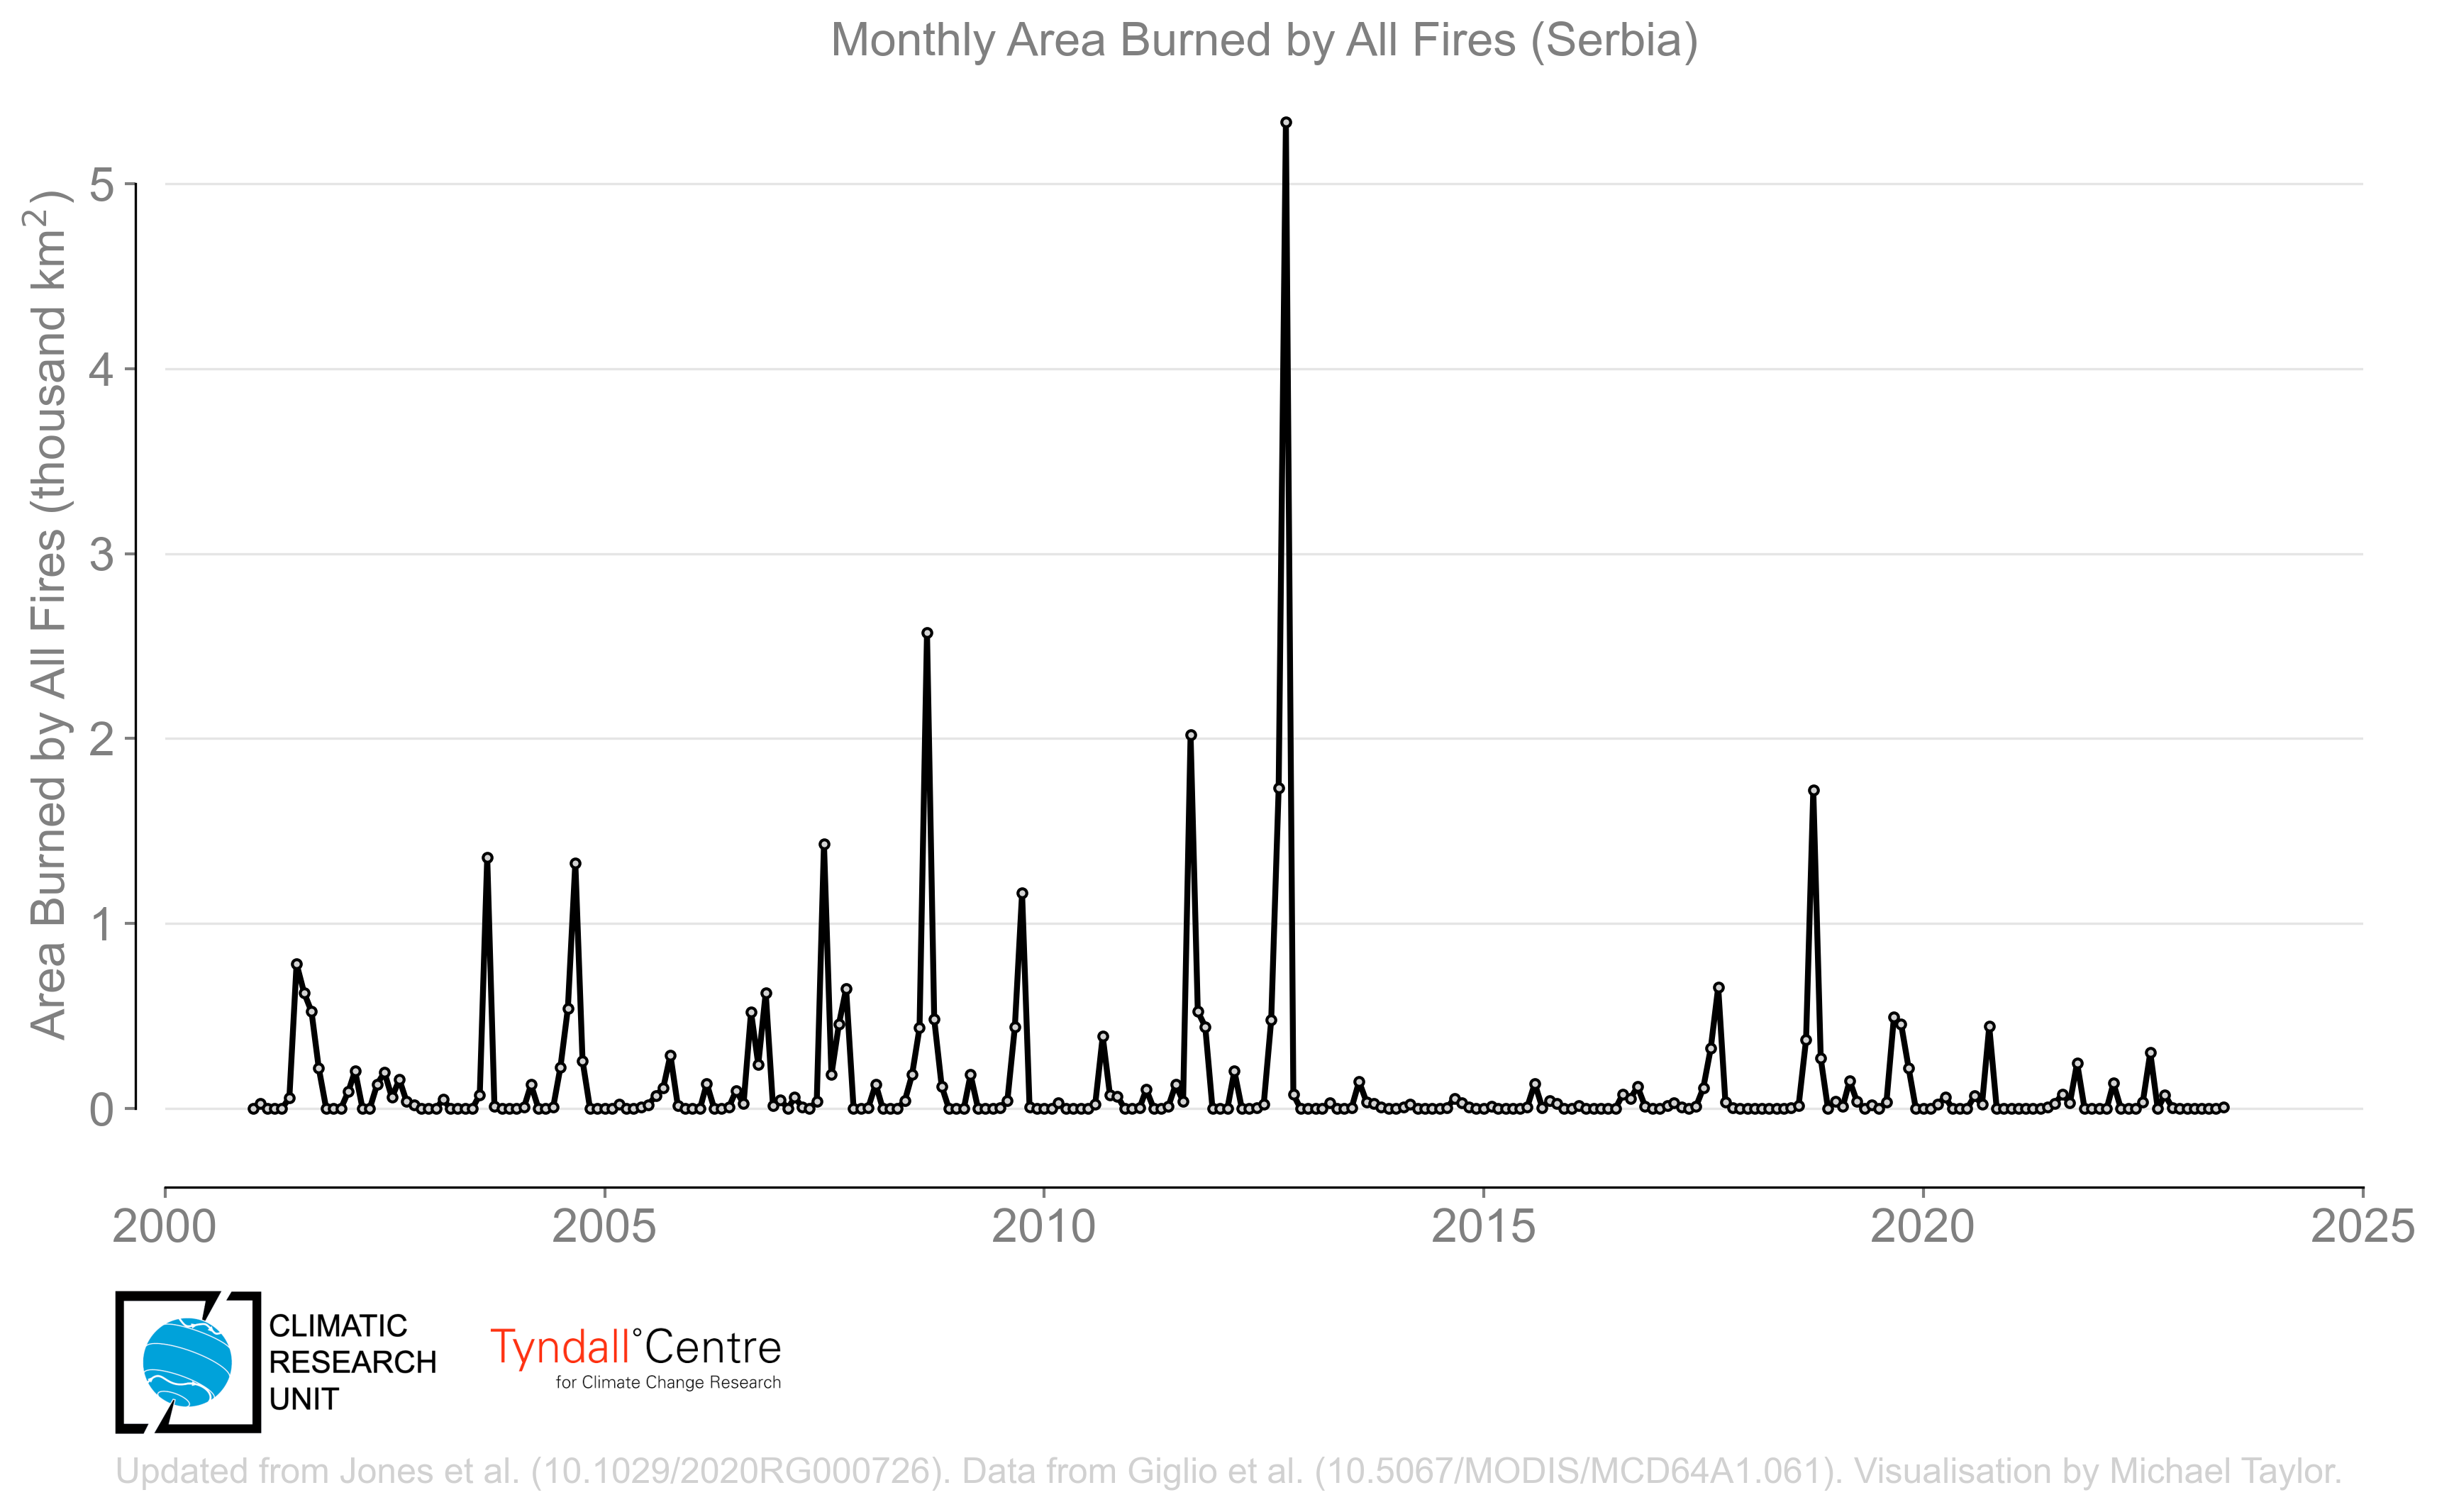 Monthly Area Burned by All Fires (Serbia)
Area Burned by All Fires (thousand km²)
5
4
3
2
1
0
2000 2005 2010 2015 2020 2025
CLIMATIC
RESEARCH
UNIT
Tyndall°Centre
for Climate Change Research
Updated from Jones et al. (10.1029/2020RG000726). Data from Giglio et al. (10.5067/MODIS/MCD64A1.061). Visualisation by Michael Taylor.